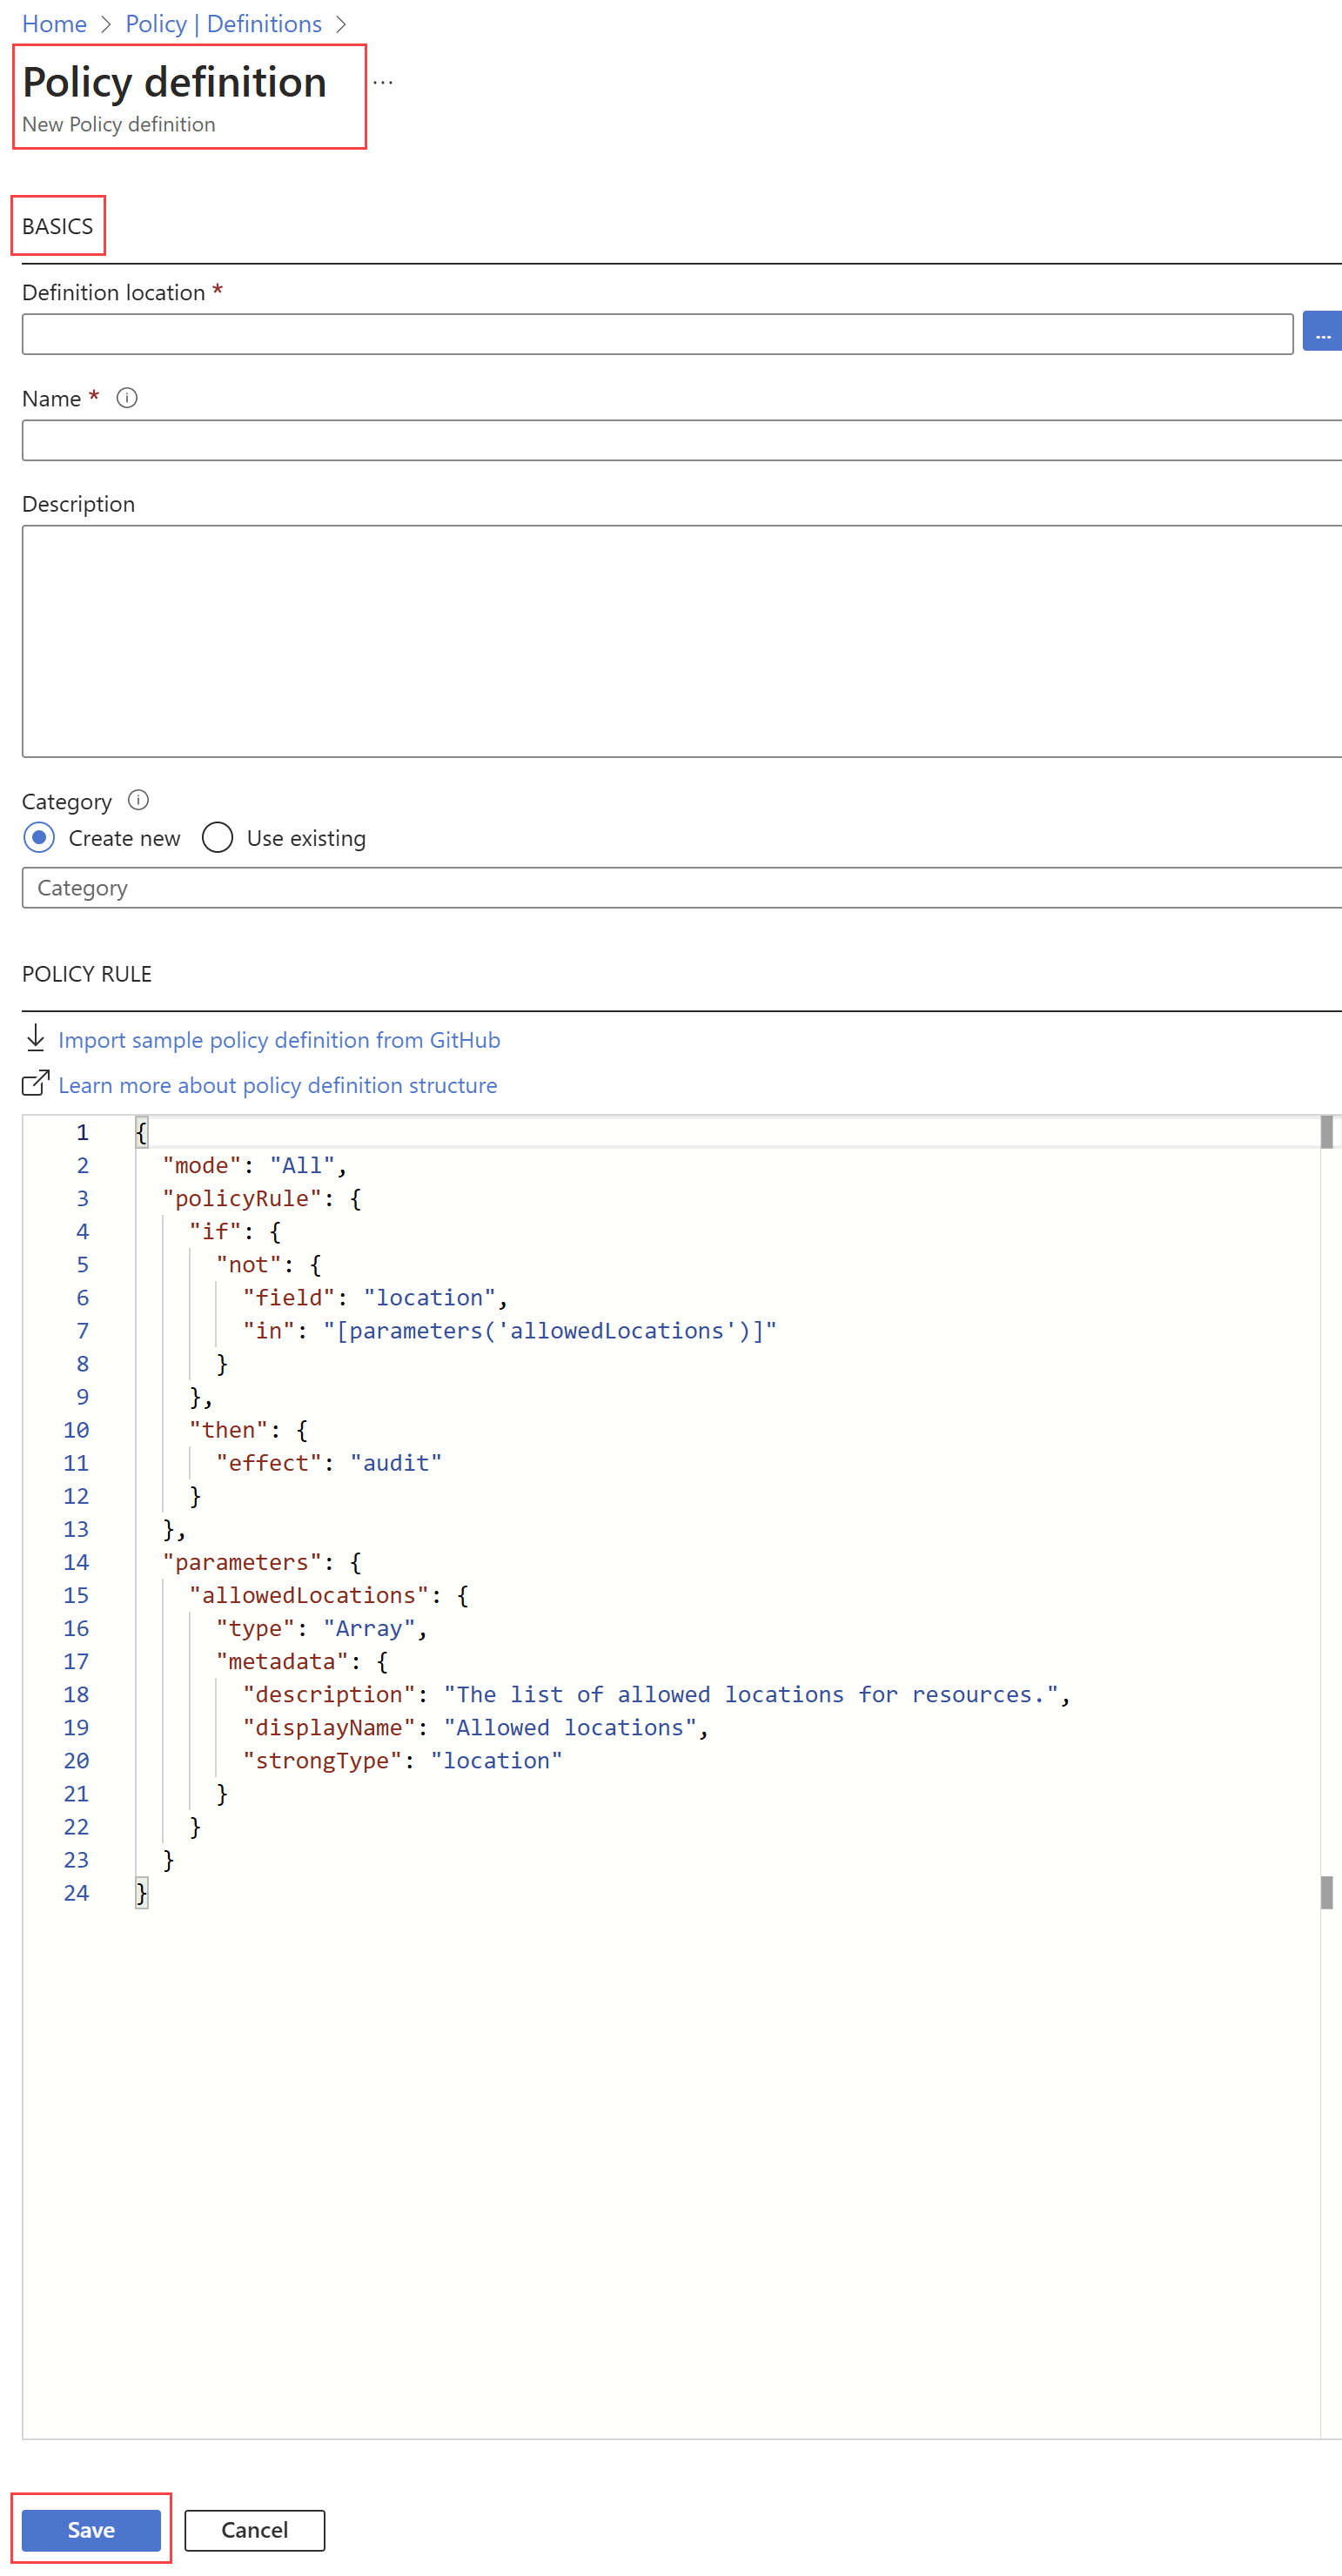 Home > Policy | Definitions >
Policy definition ...
New Policy definition
BASICS
Definition location *
...
Name *
Description
Category
Create new Use existing
Category
POLICY RULE
Import sample policy definition from GitHub
Learn more about policy definition structure
1 {
2 "mode": "All",
3 "policyRule": {
4 "if": {
5 "not": {
6 "field": "location",
7 "in": "[parameters('allowedLocations')]"
8 }
9 },
10 "then": {
11 "effect": "audit"
12 }
13 },
14 "parameters": {
15 "allowedLocations": {
16 "type": "Array",
17 "metadata": {
18 "description": "The list of allowed locations for resources.",
19 "displayName": "Allowed locations",
20 "strongType": "location"
21 }
22 }
23 }
24 }
Save Cancel